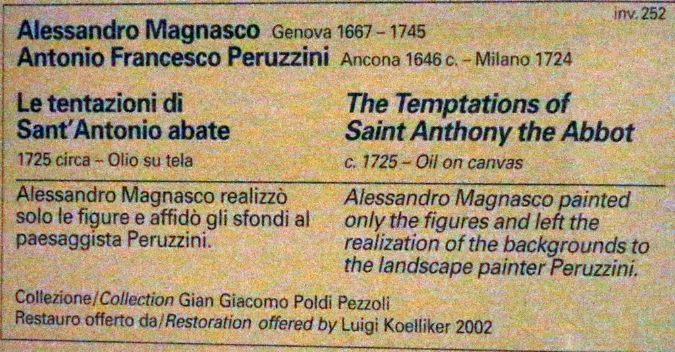 inv. 252
Alessandro Magnasco Genova 1667 – 1745
Antonio Francesco Peruzzini Ancona 1646 c. – Milano 1724
Le tentazioni di
Sant'Antonio abate
1725 circa – Olio su tela
The Temptations of
Saint Anthony the Abbot
c. 1725 – Oil on canvas
Alessandro Magnasco realizzò
solo le figure e affidò gli sfondi al
paesaggista Peruzzini.
Alessandro Magnasco painted
only the figures and left the
realization of the backgrounds to
the landscape painter Peruzzini.
Collezione/Collection Gian Giacomo Poldi Pezzoli
Restauro offerto da/Restoration offered by Luigi Koelliker 2002